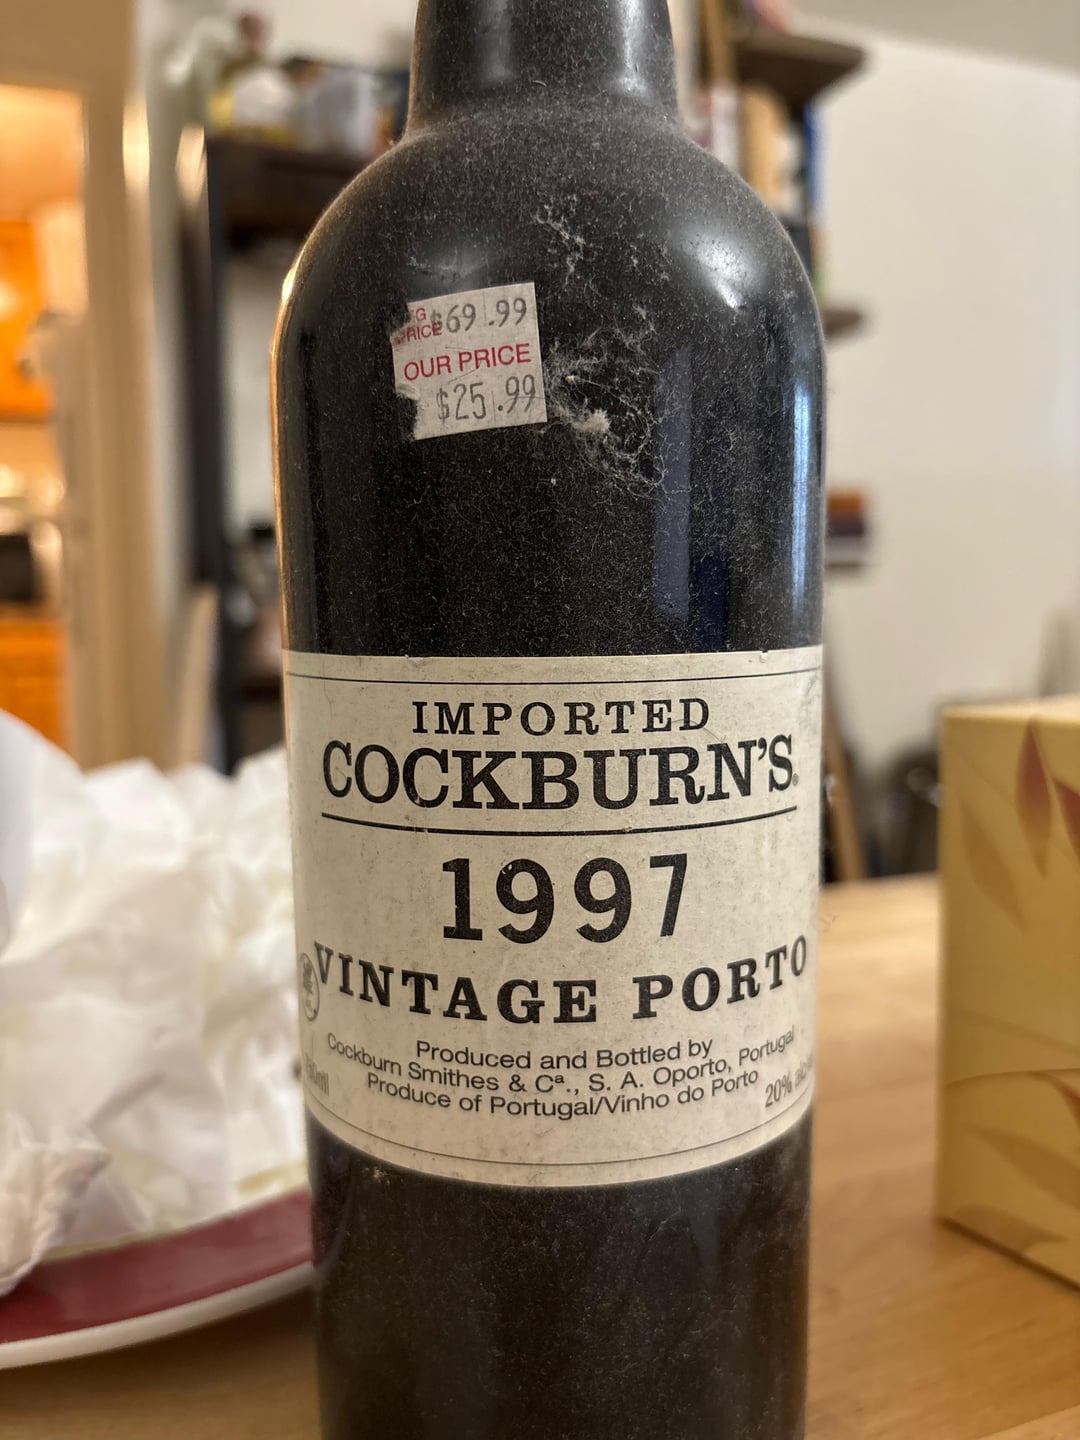 $69.99
PRICE
OUR PRICE
$25.99
IMPORTED
COCKBURN'S®
1997
VINTAGE PORTO
Produced and Bottled by
Cockburn Smithes & Cª., S. A. Oporto, Portugal
Produce of Portugal/Vinho do Porto
20%